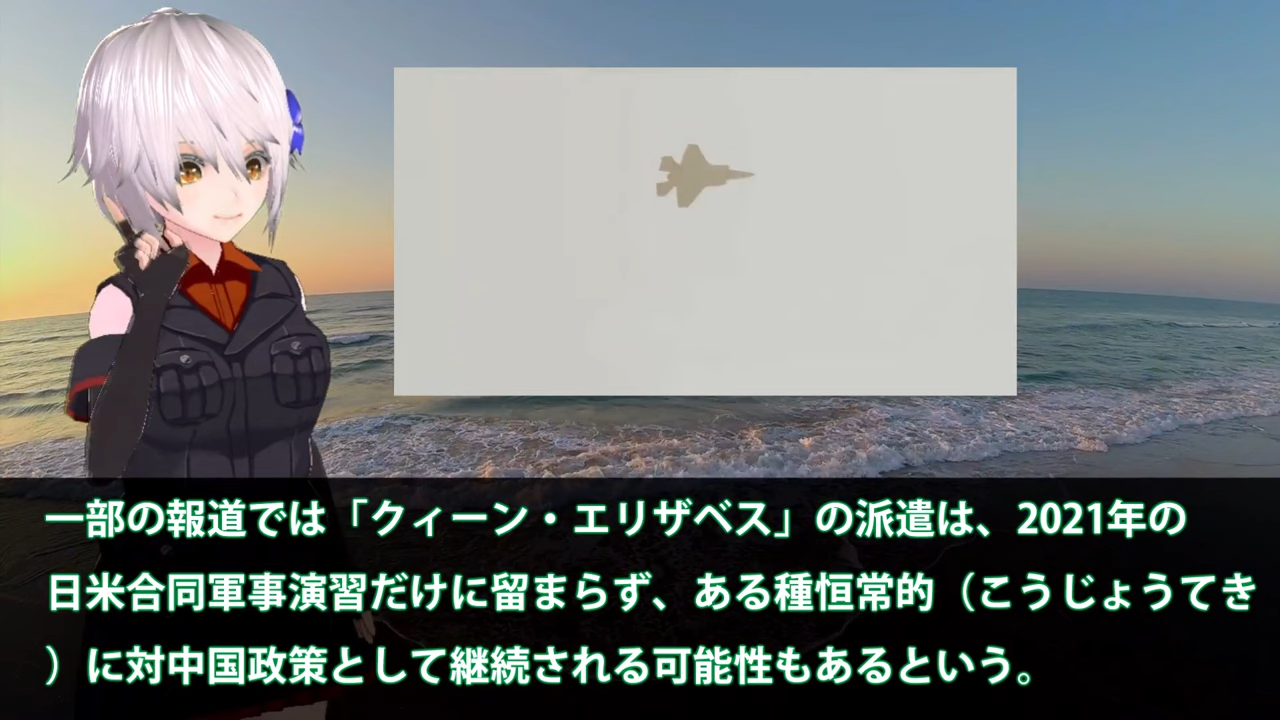 一部の報道では「クィーン・エリザベス」の派遣は、2021年の
日米合同軍事演習だけに留まらず、ある種恒常的（こうじょうてき
）に対中国政策として継続される可能性もあるという。